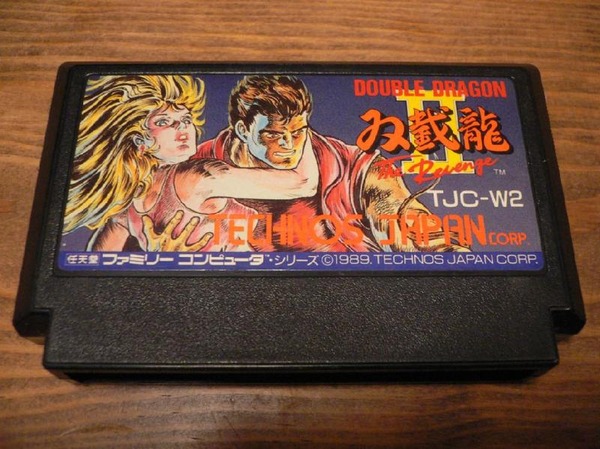 DOUBLE DRAGON
II
双截龍
The Revenge
TM
TJC-W2
TECHNOS JAPAN CORP.
任天堂 ファミリー コンピュータ・シリーズ ©1989. TECHNOS JAPAN CORP.